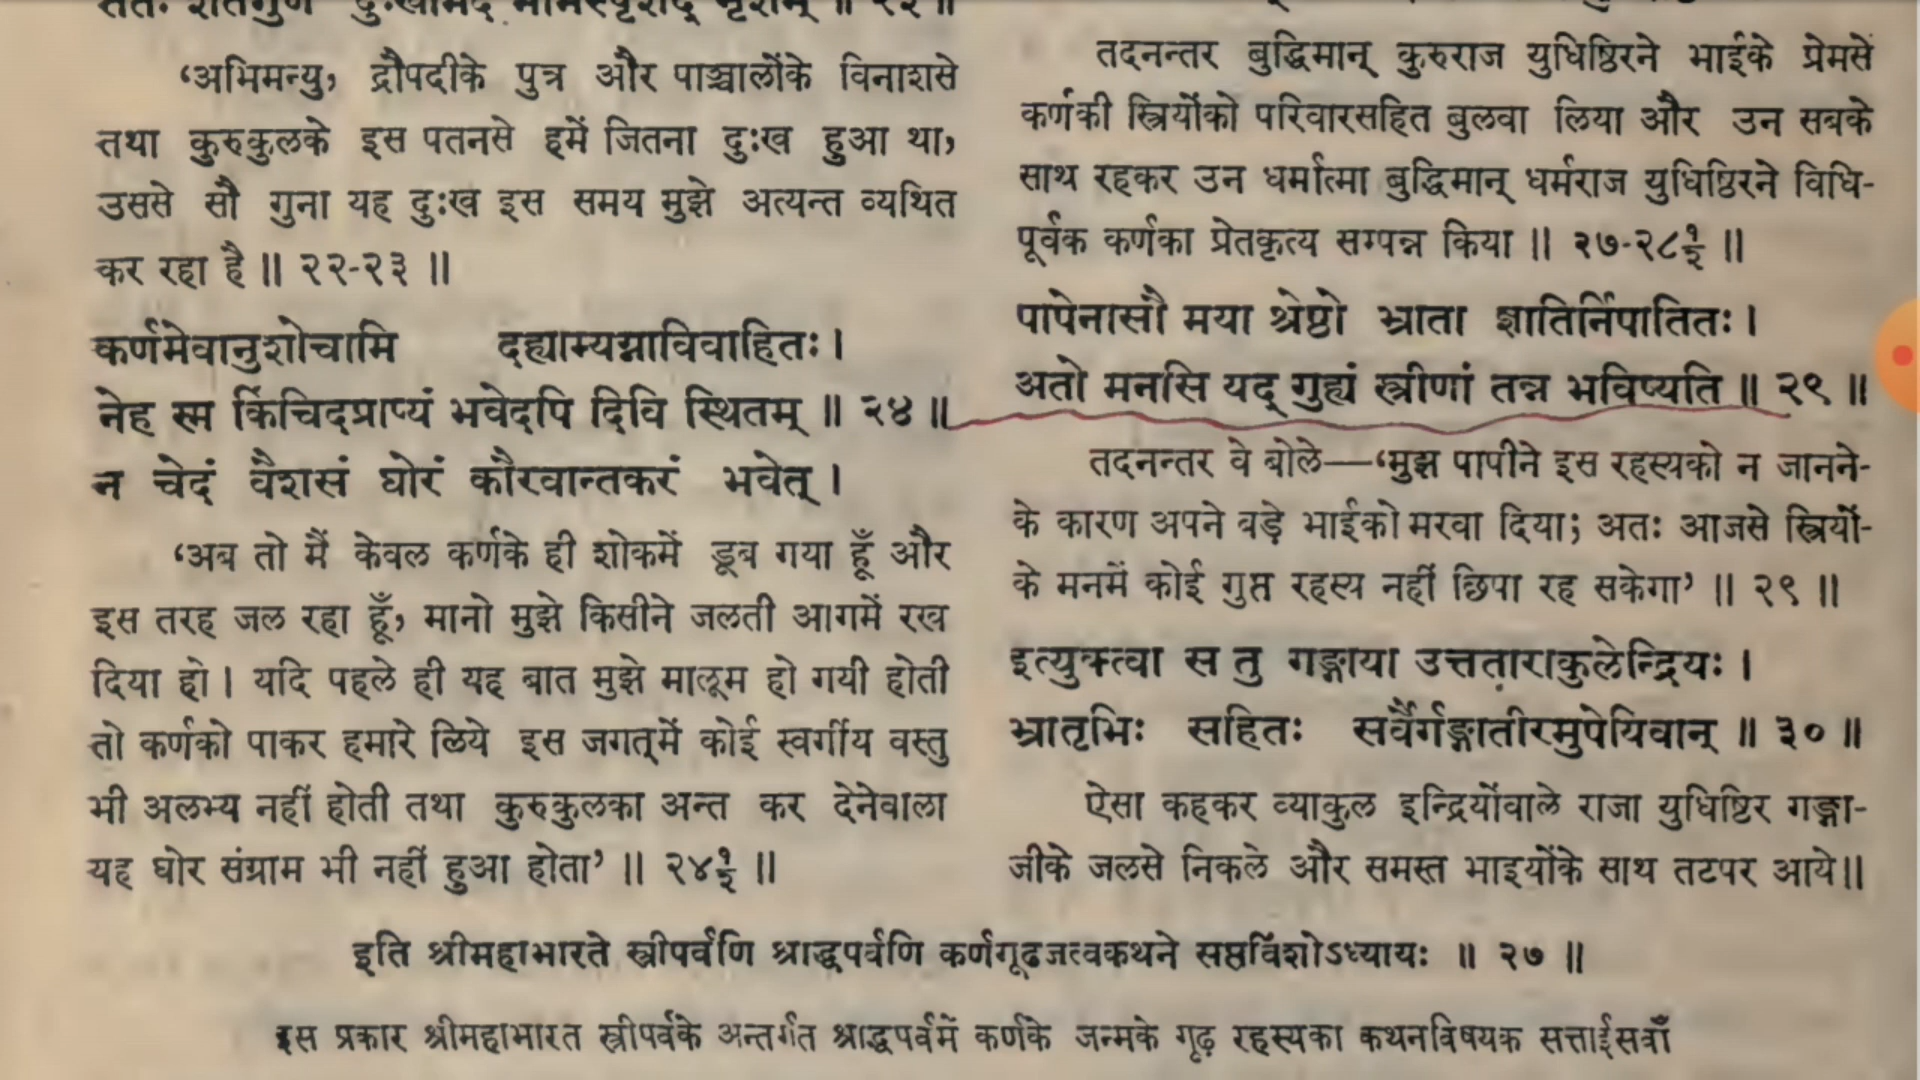 ‘अभिमन्यु, द्रौपदीके पुत्र और पाञ्चालोंके विनाशसे
तथा कुरुकुलके इस पतनसे हमें जितना दुःख हुआ था,
उससे सौ गुना यह दुःख इस समय मुझे अत्यन्त व्यथित
कर रहा है ॥ २२-२३ ॥
कर्णमेवानुशोचामि दह्याम्यग्नाविवाहितः ।
नेह स्म किंचिदप्राप्यं भवेदपि दिवि स्थितम् ॥ २४ ॥
न चेदं वैशसं घोरं कौरवान्तकरं भवेत् ।
‘अब तो मैं केवल कर्णके ही शोकमें डूब गया हूँ और
इस तरह जल रहा हूँ, मानो मुझे किसीने जलती आगमें रख
दिया हो । यदि पहले ही यह बात मुझे मालूम हो गयी होती
तो कर्णको पाकर हमारे लिये इस जगत्‌में कोई स्वर्गीय वस्तु
भी अलभ्य नहीं होती तथा कुरुकुलका अन्त कर देनेवाला
यह घोर संग्राम भी नहीं हुआ होता’ ॥ २४½ ॥
तदनन्तर बुद्धिमान् कुरुराज युधिष्ठिरने भाईके प्रेमसे
कर्णकी स्त्रियोंको परिवारसहित बुलवा लिया और उन सबके
साथ रहकर उन धर्मात्मा बुद्धिमान् धर्मराज युधिष्ठिरने विधि-
पूर्वक कर्णका प्रेतकृत्य सम्पन्न किया ॥ २७-२८½ ॥
पापेनासौ मया श्रेष्ठो भ्राता ज्ञातिर्निपातितः ।
अतो मनसि यद् गुह्यं स्त्रीणां तन्न भविष्यति ॥ २९ ॥
तदनन्तर वे बोले—‘मुझ पापीने इस रहस्यको न जानने-
के कारण अपने बड़े भाईको मरवा दिया; अतः आजसे स्त्रियों-
के मनमें कोई गुप्त रहस्य नहीं छिपा रह सकेगा’ ॥ २९ ॥
इत्युक्त्वा स तु गङ्गाया उत्तताराकुलेन्द्रियः ।
भ्रातृभिः सहितः सर्वैर्गङ्गातीरमुपेयिवान् ॥ ३० ॥
ऐसा कहकर व्याकुल इन्द्रियोंवाले राजा युधिष्ठिर गङ्गा-
जीके जलसे निकले और समस्त भाइयोंके साथ तटपर आये॥
इति श्रीमहाभारते स्त्रीपर्वणि श्राद्धपर्वणि कर्णगूढजत्वकथने सप्तविंशोऽध्यायः ॥ २७ ॥
इस प्रकार श्रीमहाभारत स्त्रीपर्वके अन्तर्गत श्राद्धपर्वमें कर्णके जन्मके गूढ़ रहस्यका कथनविषयक सत्ताईसवाँ